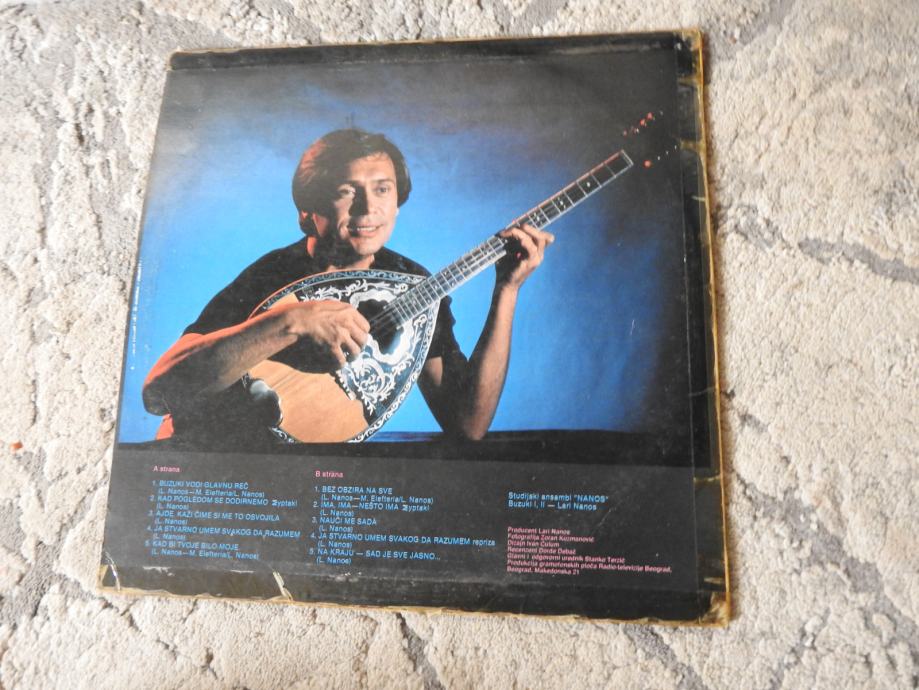 A strana
1. BUZUKI VODI GLAVNU REČ
(L. Nanos—M. Elefteria/L. Nanos)
2. KAD POGLEDOM SE DODIRNEMO
(L. Nanos)
3. AJDE, KAŽI ČIME SI ME TO OSVOJILA
(L. Nanos)
4. JA STVARNO UMEM SVAKOG DA RAZUMEM
(L. Nanos)
5. KAD BI TVOJE BILO MOJE
(L. Nanos—M. Elefteria/L. Nanos)
B strana
1. BEZ OBZIRA NA SVE
(L. Nanos—M. Elefteria/L. Nanos)
2. IMA, IMA—NEŠTO IMA
(L. Nanos)
3. NAUČI ME SADA
(L. Nanos)
4. JA STVARNO UMEM SVAKOG DA RAZUMEM repriza
(L. Nanos)
5. NA KRAJU — SAD JE SVE JASNO...
(L. Nanos)
Studijski ansambl "NANOS"
Buzuki I, II — Lari Nanos
Producent Lari Nanos
Fotografija Zoran Kuzmanović
Dizajn Ivan Ćulum
Recenzent Đorđe Debač
Glavni i odgovorni urednik Stanko Terzić
Produkcija gramofonskih ploča Radio-televizije Beograd,
Beograd, Makedonska 21